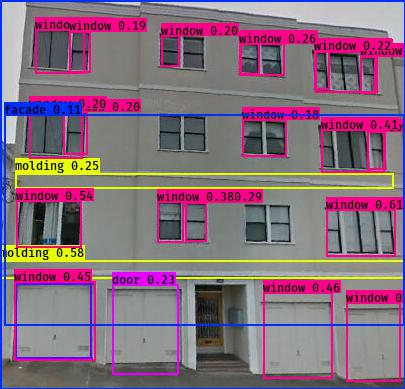 window 0.19
window 0.20
window 0.26
window 0.22
window
window 0.20
0.20
facade 0.11
window 0.18
window 0.41
molding 0.25
window 0.54
window 0.380.29
window 0.61
molding 0.58
window 0.45
door 0.23
window 0.46
window 0.